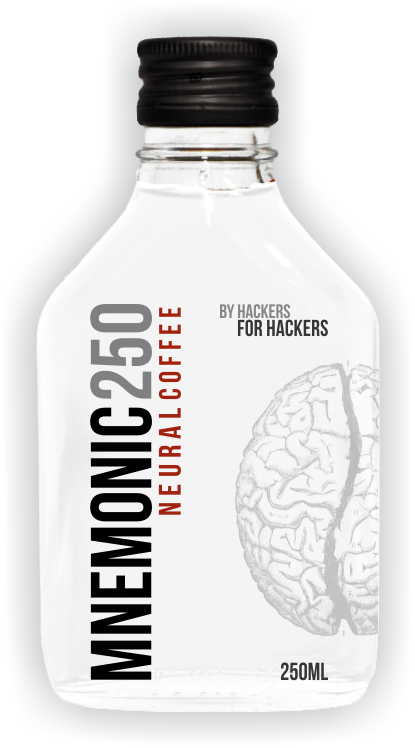 MNEMONIC250
NEURALCOFFEE
BY HACKERS
FOR HACKERS
250ML